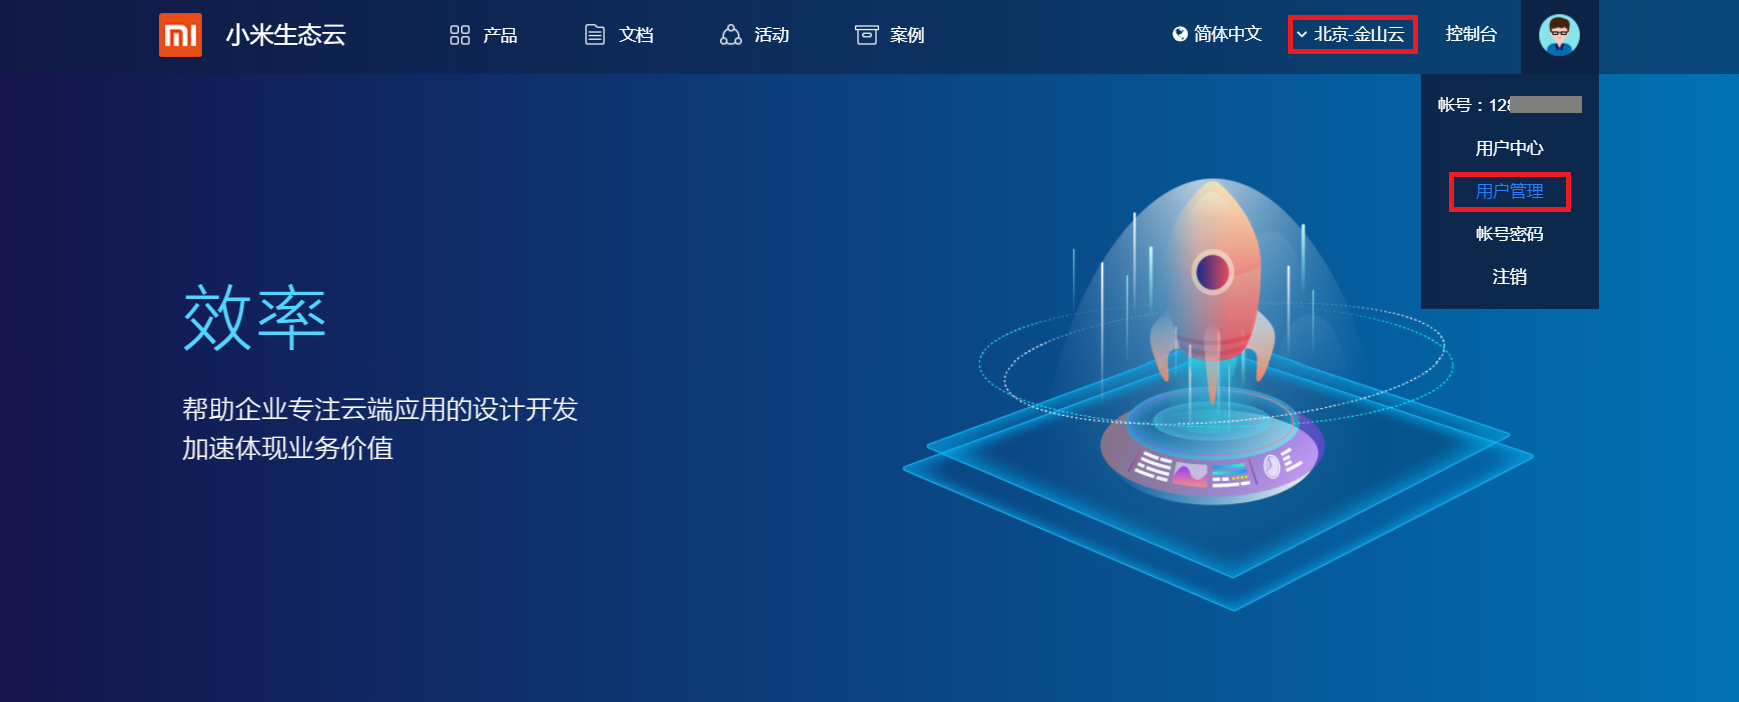 小米生态云
产品
文档
活动
案例
简体中文
北京-金山云
控制台
帐号：12
用户中心
用户管理
帐号密码
注销
效率
帮助企业专注云端应用的设计开发
加速体现业务价值